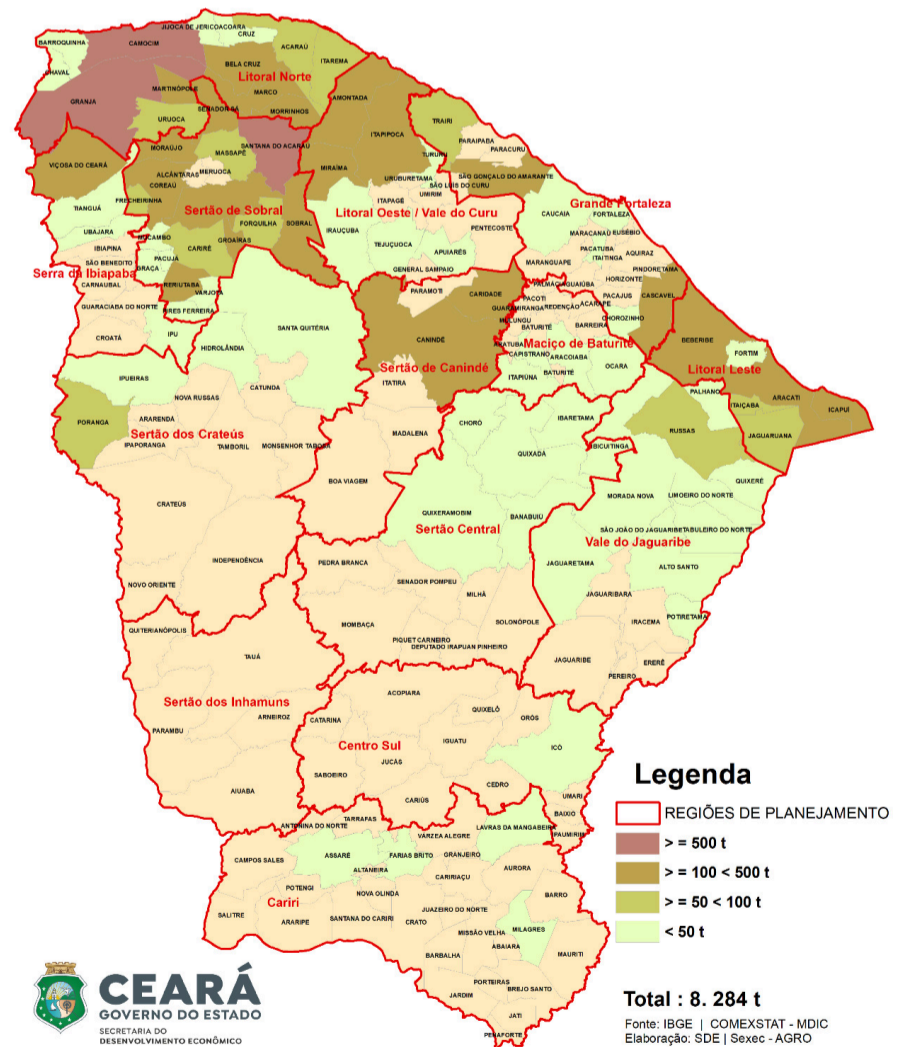 JIJOCA DE JERICOACOARA
CRUZ
BARROQUINHA
CAMOCIM
ACARAÚ
BELA CRUZ
ITAREMA
CHAVAL
Litoral Norte
MARTINÓPOLE
MARCO
GRANJA
AMONTADA
SENADOR SÁ
MORRINHOS
URUOCA
TRAIRI
ITAPIPOCA
PARAIPABA
SANTANA DO ACARAÚ
MORAÚJO
MASSAPÊ
PARACURU
TURURU
VIÇOSA DO CEARÁ
MIRAÍMA
ALCÂNTARAS
MERUOCA
URUBURETAMA
SÃO GONÇALO DO AMARANTE
COREAÚ
SÃO LUIS DO CURU
UMIRIM
FRECHEIRINHA
ITAPAGÉ
Grande Fortaleza
TIANGUÁ
Sertão de Sobral
Litoral Oeste / Vale do Curu
CAUCAIA
FORTALEZA
FORQUILHA
SOBRAL
PENTECOSTE
UBAJARA
IRAUÇUBA
MARACANAÚ
EUSÉBIO
MUCAMBO
GROAÍRAS
CARIRÉ
TEJUÇUOCA
APUIARÉS
PACATUBA
AQUIRAZ
IBIAPINA
PACUJA
ITAITINGA
SÃO BENEDITO
GRAÇA
GENERAL SAMPAIO
MARANGUAPE
PINDORETAMA
Serra da Ibiapaba
HORIZONTE
CARNAUBAL
RERIUTABA
PARAMOTI
PALMACIA
GUAIÚBA
VARJOTA
CARIDADE
PACOTI
PACAJUS
CASCAVEL
GUARACIABA DO NORTE
PIRES FERREIRA
GUARAMIRANGA
REDENÇÃO
ACARAPE
MULUNGU
CHOROZINHO
SANTA QUITÉRIA
BATURITÉ
BARREIRA
CROATÁ
IPU
CANINDÉ
BEBERIBE
HIDROLÂNDIA
ARATUBA
Maciço de Baturité
CAPISTRANO
ARACOIABA
FORTIM
Sertão de Canindé
OCARA
Litoral Leste
IPUEIRAS
ITAPIÚNA
BATURITÉ
CATUNDA
ITATIRA
PALHANO
NOVA RUSSAS
ARACATI
ITAIÇABA
ICAPUÍ
PORANGA
ARARENDA
CHORÓ
IBARETAMA
RUSSAS
Sertão dos Crateús
MADALENA
JAGUARUANA
IPAPORANGA
TAMBORIL
MONSENHOR TABOSA
IBICUITINGA
QUIXADÁ
BOA VIAGEM
QUIXERÉ
MORADA NOVA
LIMOEIRO DO NORTE
CRATEÚS
QUIXERAMOBIM
BANABUIÚ
Sertão Central
SÃO JOÃO DO JAGUARIBE
TABULEIRO DO NORTE
Vale do Jaguaribe
INDEPENDÊNCIA
PEDRA BRANCA
JAGUARETAMA
ALTO SANTO
NOVO ORIENTE
SENADOR POMPEU
MILHÃ
JAGUARIBARA
POTIRETAMA
IRACEMA
QUITERIANÓPOLIS
MOMBAÇA
SOLONÓPOLE
PIQUET CARNEIRO
DEPUTADO IRAPUAN PINHEIRO
TAUÁ
JAGUARIBE
ERERÊ
PEREIRO
ACOPIARA
Sertão dos Inhamuns
QUIXELÔ
ARNEIROZ
CATARINA
ORÓS
PARAMBU
IGUATU
Centro Sul
ICÓ
JUCÁS
SABOEIRO
CEDRO
AIUABA
CARIÚS
UMARI
BAIXIO
TARRAFAS
ANTONINA DO NORTE
LAVRAS DA MANGABEIRA
VÁRZEA ALEGRE
IPAUMIRIM
CAMPOS SALES
ASSARÉ
FARIAS BRITO
GRANJEIRO
ALTANEIRA
AURORA
CARIRIAÇU
POTENGI
NOVA OLINDA
BARRO
Cariri
JUAZEIRO DO NORTE
SALITRE
SANTANA DO CARIRI
CRATO
ARARIPE
MISSÃO VELHA
MILAGRES
ABAIARA
BARBALHA
MAURITI
PORTEIRAS
BREJO SANTO
JARDIM
JATI
PENAFORTE
Legenda
REGIÕES DE PLANEJAMENTO
> = 500 t
> = 100 < 500 t
> = 50 < 100 t
< 50 t
Total : 8. 284 t
Fonte: IBGE | COMEXSTAT - MDIC
Elaboração: SDE | Sexec - AGRO
CEARÁ
GOVERNO DO ESTADO
SECRETARIA DO
DESENVOLVIMENTO ECONÔMICO